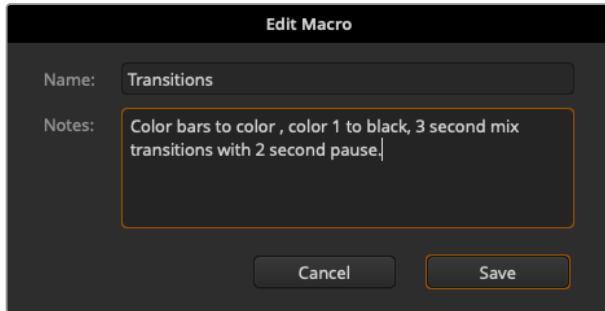 Edit Macro
Name: Transitions
Notes: Color bars to color , color 1 to black, 3 second mix
transitions with 2 second pause.
Cancel Save